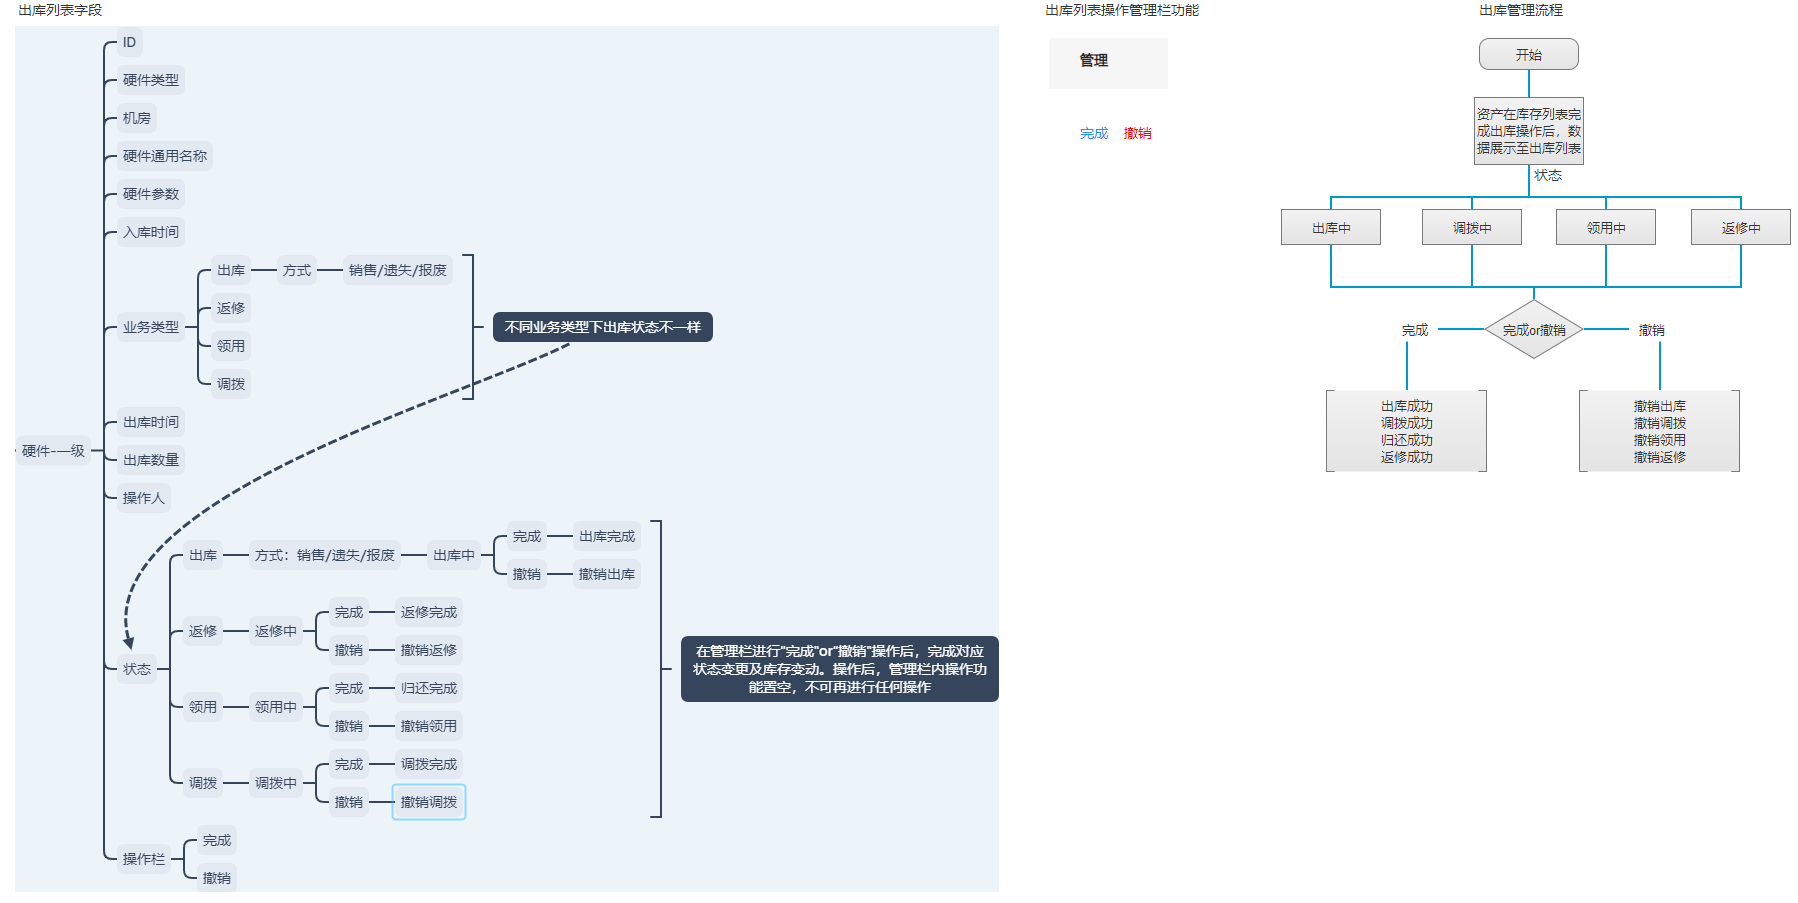 出库列表字段
ID
硬件类型
机房
硬件通用名称
硬件参数
入库时间
业务类型
出库
方式
销售/遗失/报废
返修
领用
调拨
不同业务类型下出库状态不一样
出库时间
出库数量
硬件-一级
操作人
状态
出库
方式：销售/遗失/报废
出库中
完成
出库完成
撤销
撤销出库
返修
返修中
完成
返修完成
撤销
撤销返修
领用
领用中
完成
归还完成
撤销
撤销领用
调拨
调拨中
完成
调拨完成
撤销
撤销调拨
在管理栏进行"完成"or"撤销"操作后，完成对应
状态变更及库存变动。操作后，管理栏内操作功
能置空，不可再进行任何操作
操作栏
完成
撤销
出库列表操作管理栏功能
管理
完成 撤销
出库管理流程
开始
资产在库存列表完
成出库操作后，数
据展示至出库列表
状态
出库中
调拨中
领用中
返修中
完成
完成or撤销
撤销
出库成功
调拨成功
归还成功
返修成功
撤销出库
撤销调拨
撤销领用
撤销返修